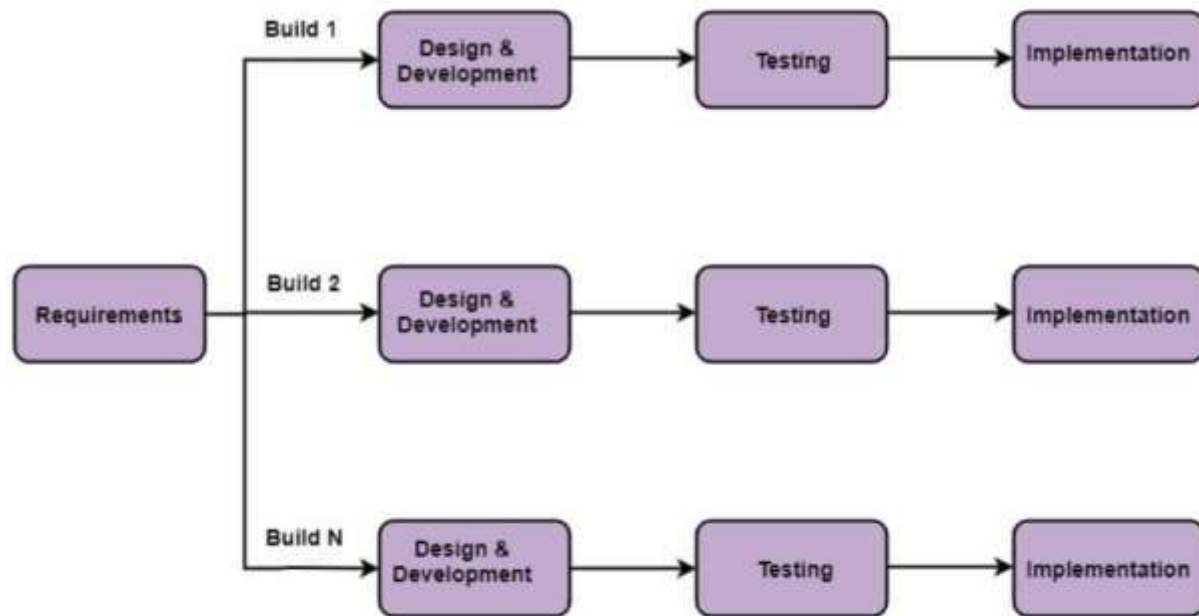 Build 1
Design &
Development
Testing
Implementation
Requirements
Build 2
Design &
Development
Testing
Implementation
Build N
Design &
Development
Testing
Implementation